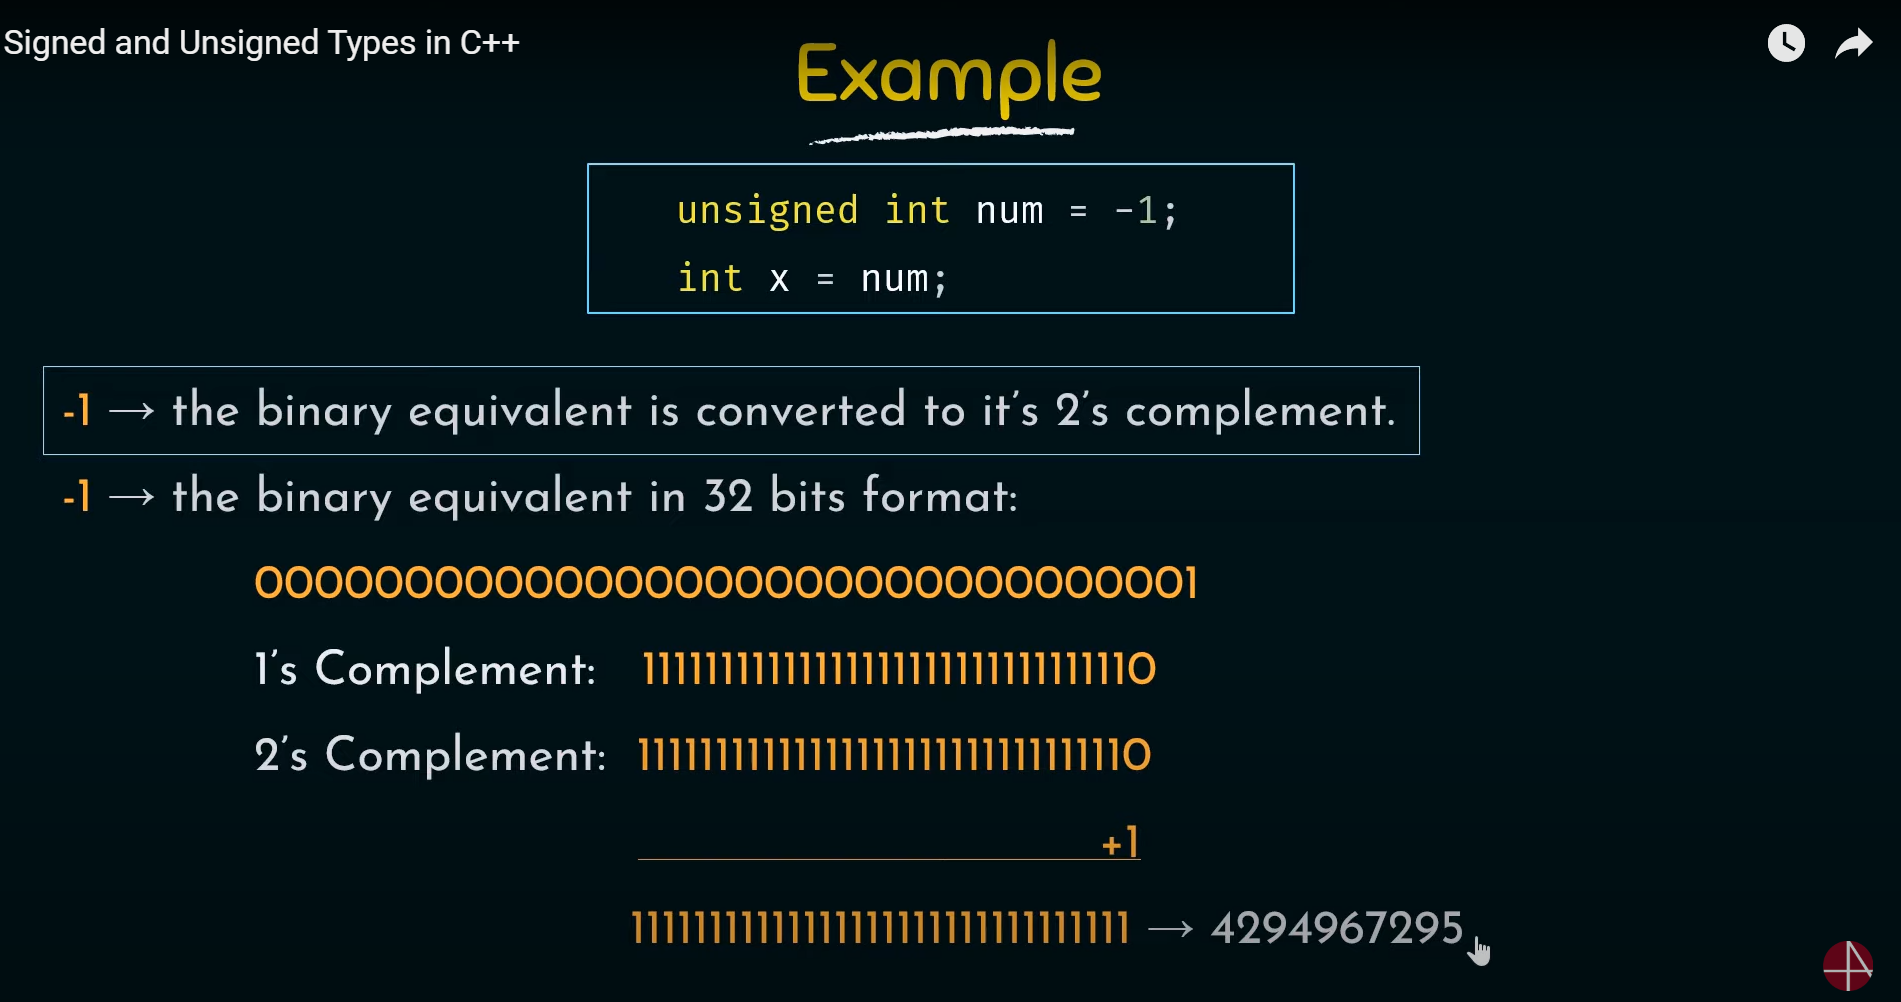 Signed and Unsigned Types in C++
Example
unsigned int num = -1;
int x = num;
-1 → the binary equivalent is converted to it's 2's complement.
-1 → the binary equivalent in 32 bits format:
00000000000000000000000000000001
1's Complement: 11111111111111111111111111111110
2's Complement: 11111111111111111111111111111110
+1
11111111111111111111111111111111 → 4294967295